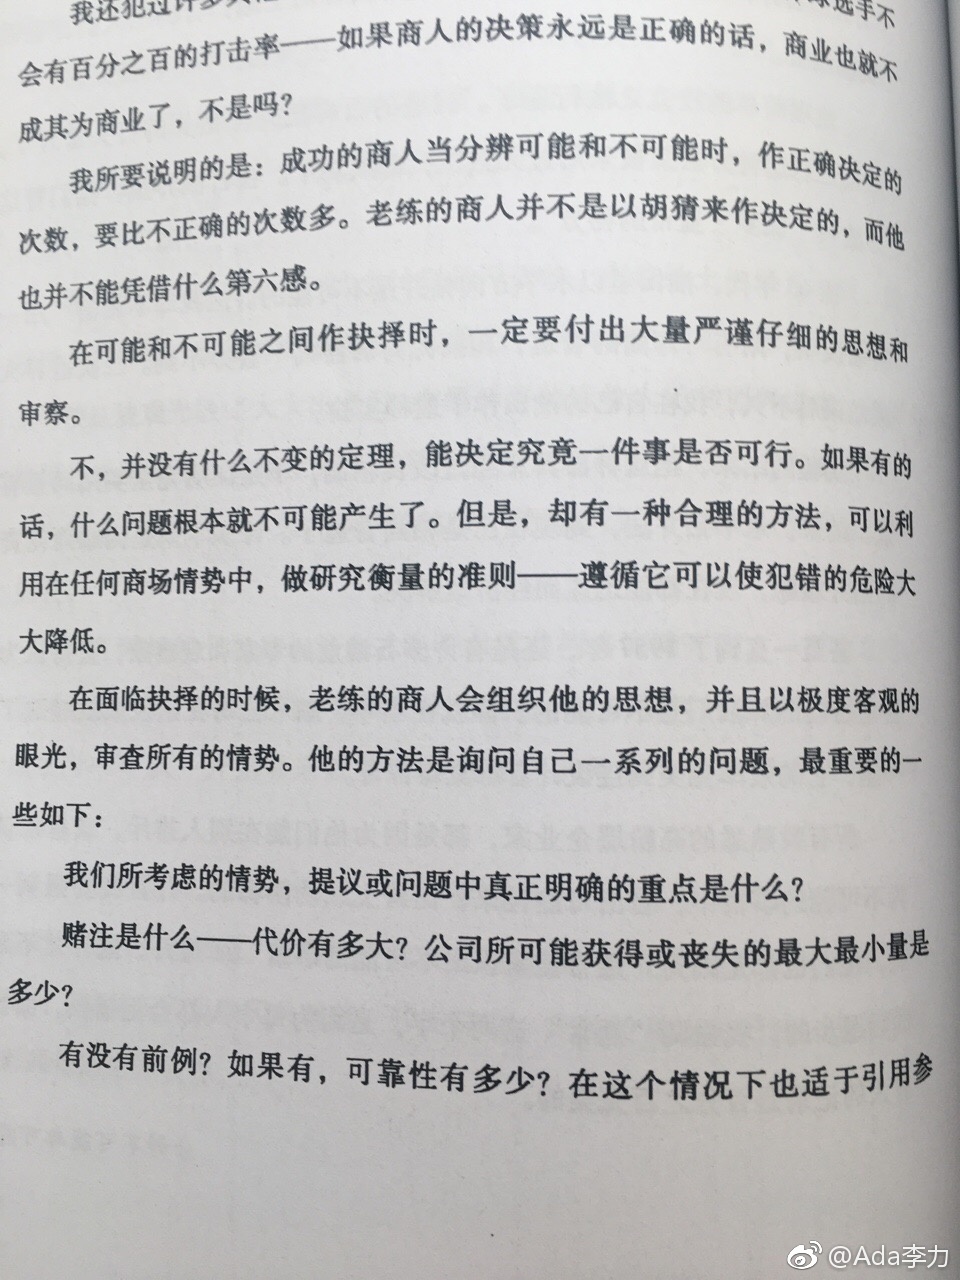 我还犯过许多
球选手不
会有百分之百的打击率——如果商人的决策永远是正确的话，商业也就不
成其为商业了，不是吗？
我所要说明的是：成功的商人当分辨可能和不可能时，作正确决定的
次数，要比不正确的次数多。老练的商人并不是以胡猜来作决定的，而他
也并不能凭借什么第六感。
在可能和不可能之间作抉择时，一定要付出大量严谨仔细的思想和
审察。
不，并没有什么不变的定理，能决定究竟一件事是否可行。如果有的
话，什么问题根本就不可能产生了。但是，却有一种合理的方法，可以利
用在任何商场情势中，做研究衡量的准则——遵循它可以使犯错的危险大
大降低。
在面临抉择的时候，老练的商人会组织他的思想，并且以极度客观的
眼光，审查所有的情势。他的方法是询问自己一系列的问题，最重要的一
些如下：
我们所考虑的情势，提议或问题中真正明确的重点是什么？
赌注是什么——代价有多大？公司所可能获得或丧失的最大最小量是
多少？
有没有前例？如果有，可靠性有多少？在这个情况下也适于引用参
@Ada李力